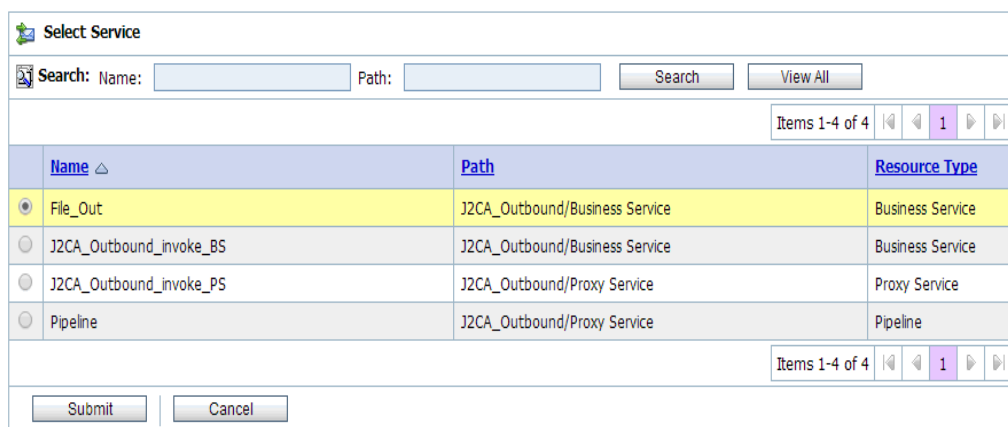 Select Service
Search: Name: Path: Search View All
Items 1-4 of 4 1
Name Path Resource Type
File_Out J2CA_Outbound/Business Service Business Service
J2CA_Outbound_invoke_BS J2CA_Outbound/Business Service Business Service
J2CA_Outbound_invoke_PS J2CA_Outbound/Proxy Service Proxy Service
Pipeline J2CA_Outbound/Proxy Service Pipeline
Items 1-4 of 4 1
Submit Cancel